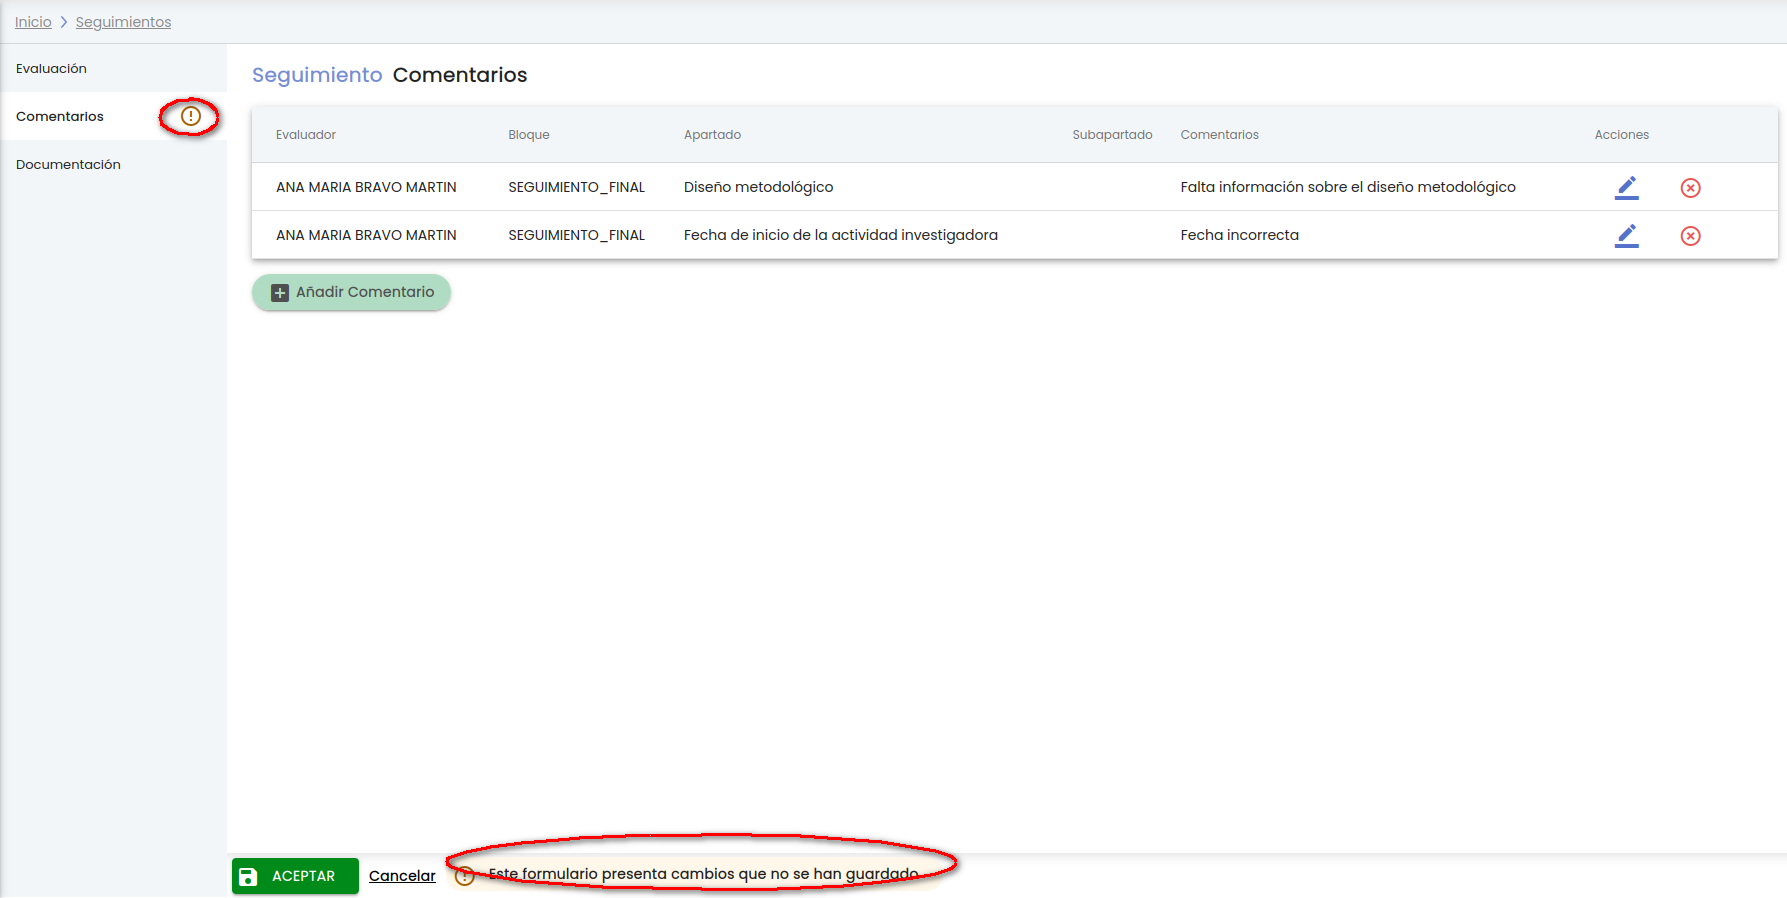 Inicio > Seguimientos
Evaluación
Comentarios
Documentación
Seguimiento Comentarios
Evaluador Bloque Apartado Subapartado Comentarios Acciones
ANA MARIA BRAVO MARTIN SEGUIMIENTO_FINAL Diseño metodológico Falta información sobre el diseño metodológico
ANA MARIA BRAVO MARTIN SEGUIMIENTO_FINAL Fecha de inicio de la actividad investigadora Fecha incorrecta
Añadir Comentario
ACEPTAR Cancelar Este formulario presenta cambios que no se han guardado